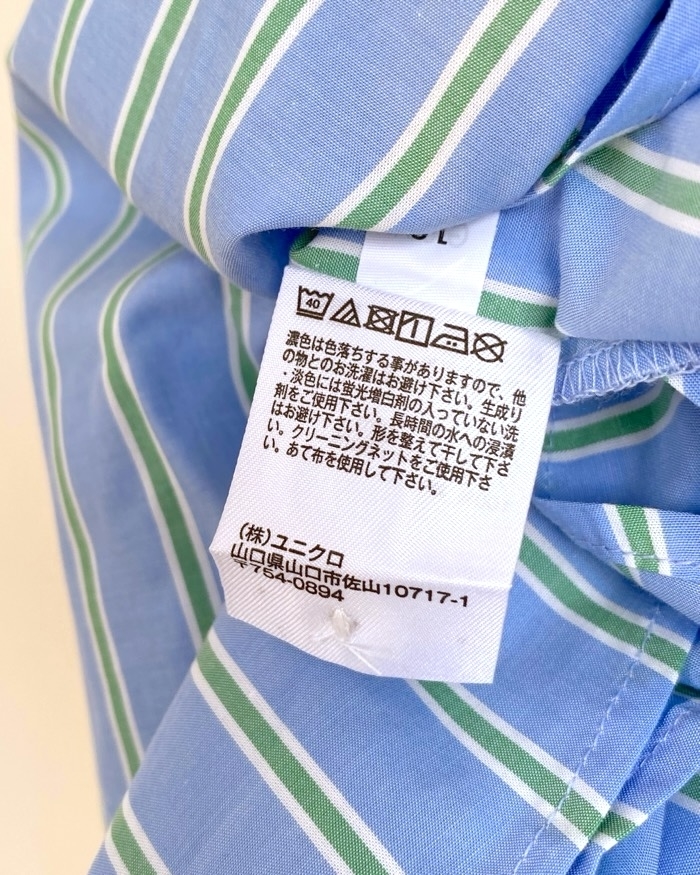 40
濃色は色落ちする事がありますので、他
の物とのお洗濯はお避け下さい。生成り
・淡色には蛍光増白剤の入っていない洗
剤をご使用下さい。長時間の水への浸漬
はお避け下さい。形を整えて干して下さ
い。クリーニングネットをご使用下さ
い。あて布を使用して下さい。
(株)ユニクロ
山口県山口市佐山10717-1
〒754-0894